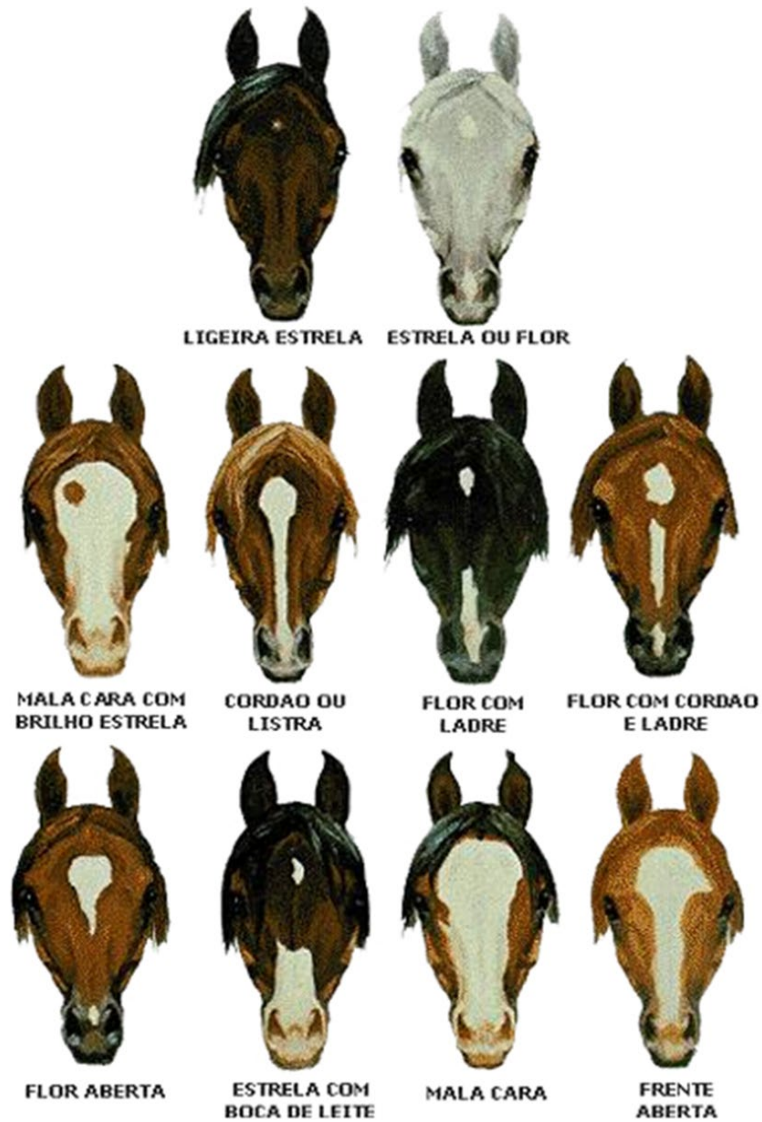 LIGEIRA ESTRELA
ESTRELA OU FLOR
MALA CARA COM
BRILHO ESTRELA
CORDAO OU
LISTRA
FLOR COM
LADRE
FLOR COM CORDAO
E LADRE
FLOR ABERTA
ESTRELA COM
BOCA DE LEITE
MALA CARA
FRENTE
ABERTA